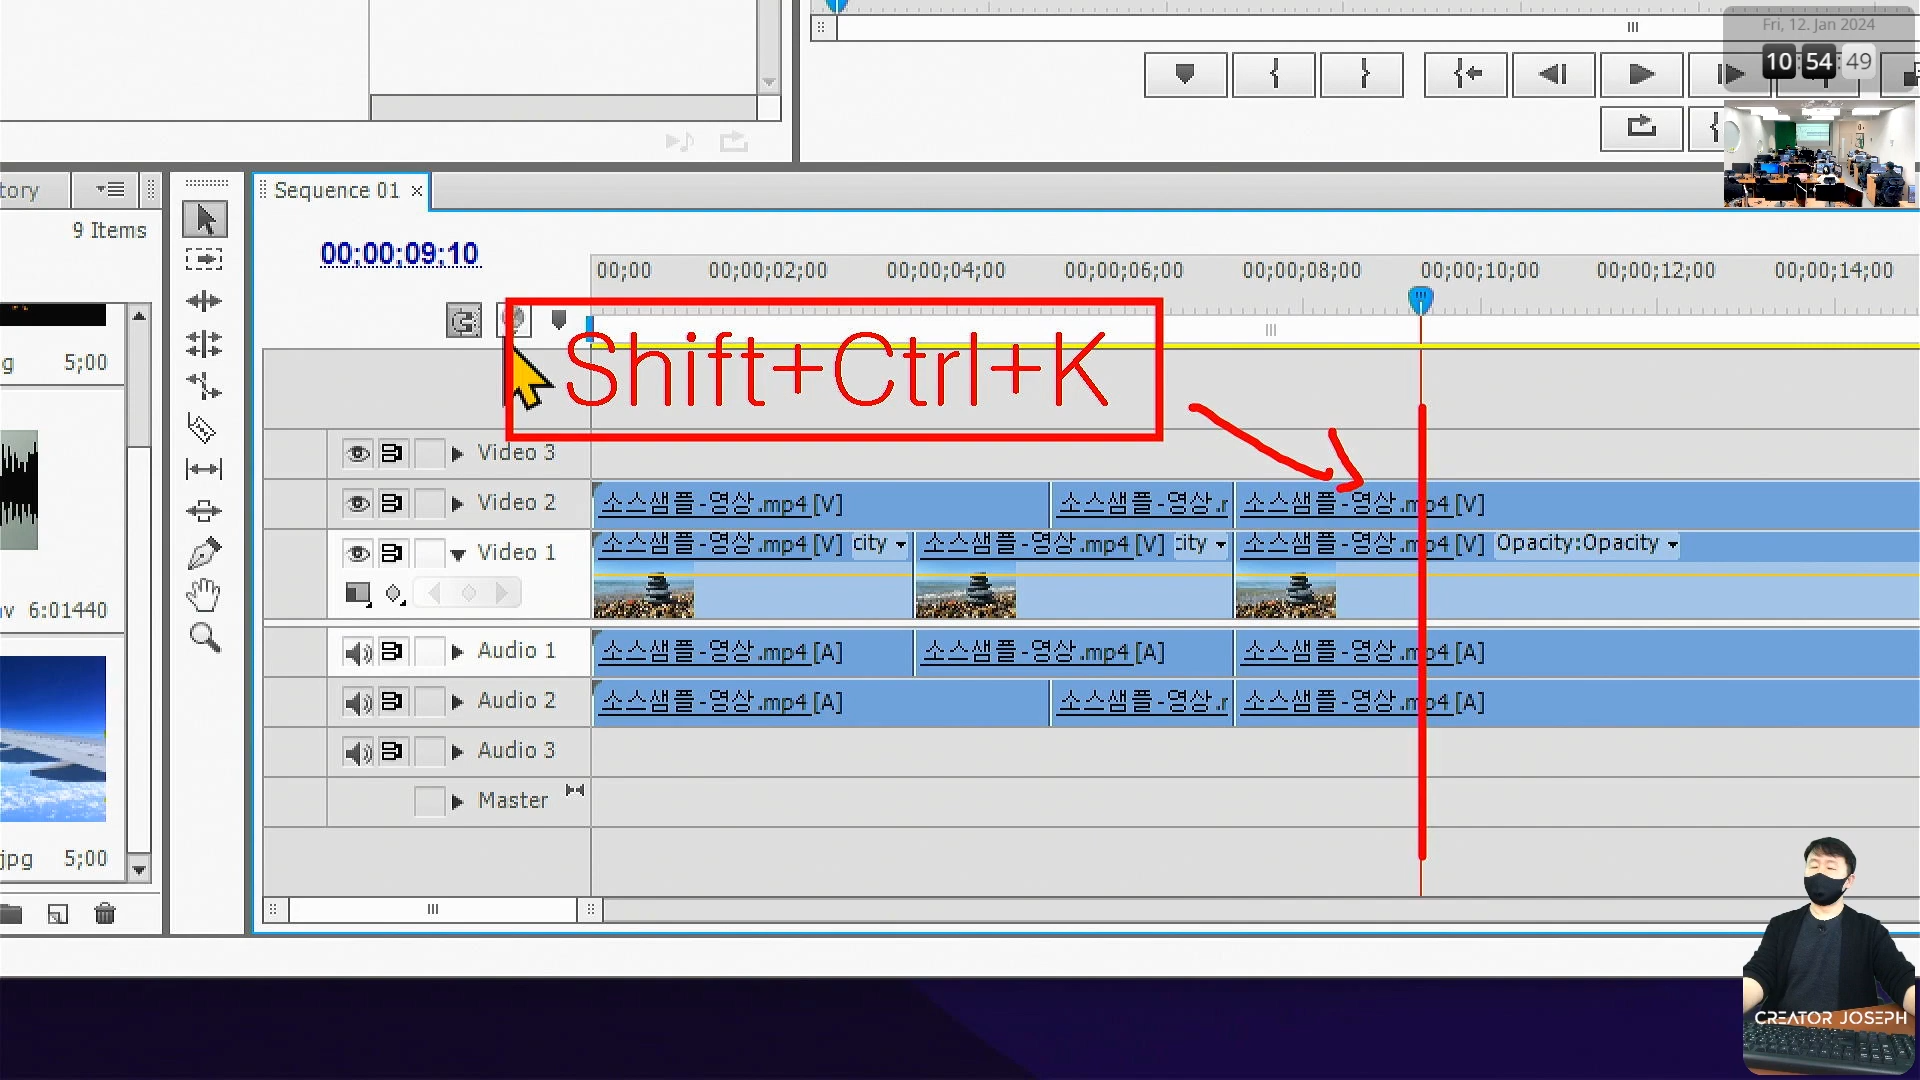 Fri, 12. Jan 2024
10 54 49
tory
Sequence 01
9 Items
00;00;09;10
00;00 00;00;02;00 00;00;04;00 00;00;06;00 00;00;08;00 00;00;10;00 00;00;12;00 00;00;14;00
Shift+Ctrl+K
g 5;00
Video 3
Video 2
소스샘플-영상.mp4 [V] 소스샘플-영상.r 소스샘플-영상.mp4 [V]
Video 1
소스샘플-영상.mp4 [V] city 소스샘플-영상.mp4 [V] city 소스샘플-영상.mp4 [V] Opacity:Opacity
v 6:01440
Audio 1
소스샘플-영상.mp4 [A] 소스샘플-영상.mp4 [A] 소스샘플-영상.mp4 [A]
Audio 2
소스샘플-영상.mp4 [A] 소스샘플-영상.r 소스샘플-영상.mp4 [A]
Audio 3
Master
jpg 5;00
CREATOR JOSEPH